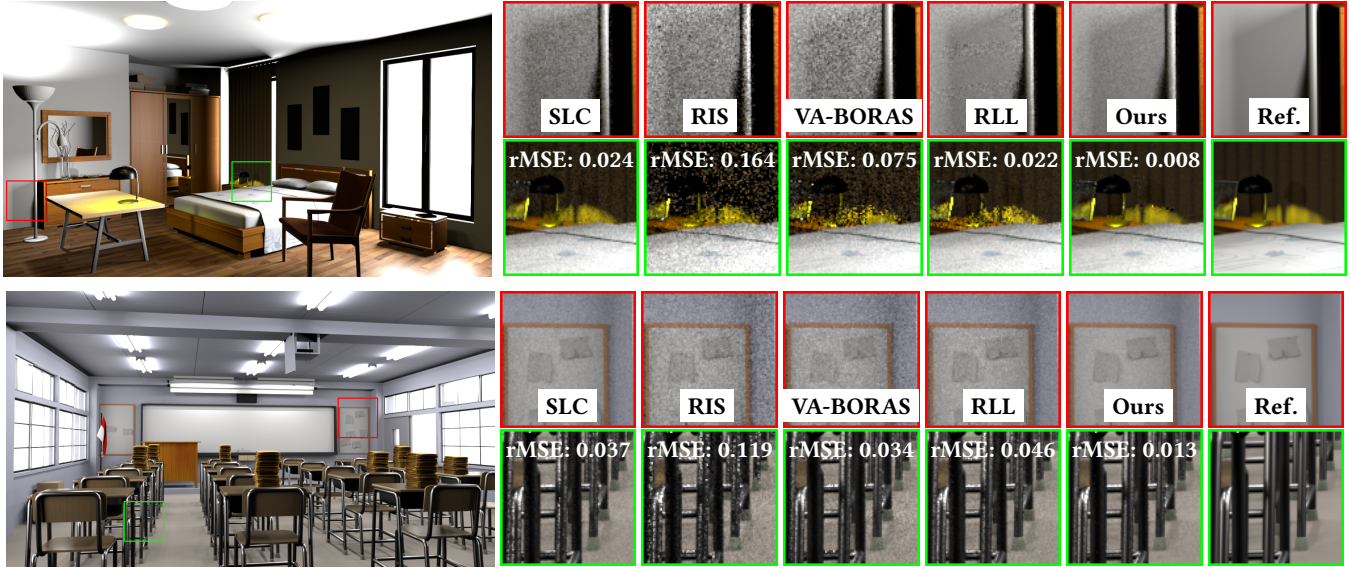 SLC RIS VA-BORAS RLL Ours Ref.
rMSE: 0.024 rMSE: 0.164 rMSE: 0.075 rMSE: 0.022 rMSE: 0.008
SLC RIS VA-BORAS RLL Ours Ref.
rMSE: 0.037 rMSE: 0.119 rMSE: 0.034 rMSE: 0.046 rMSE: 0.013